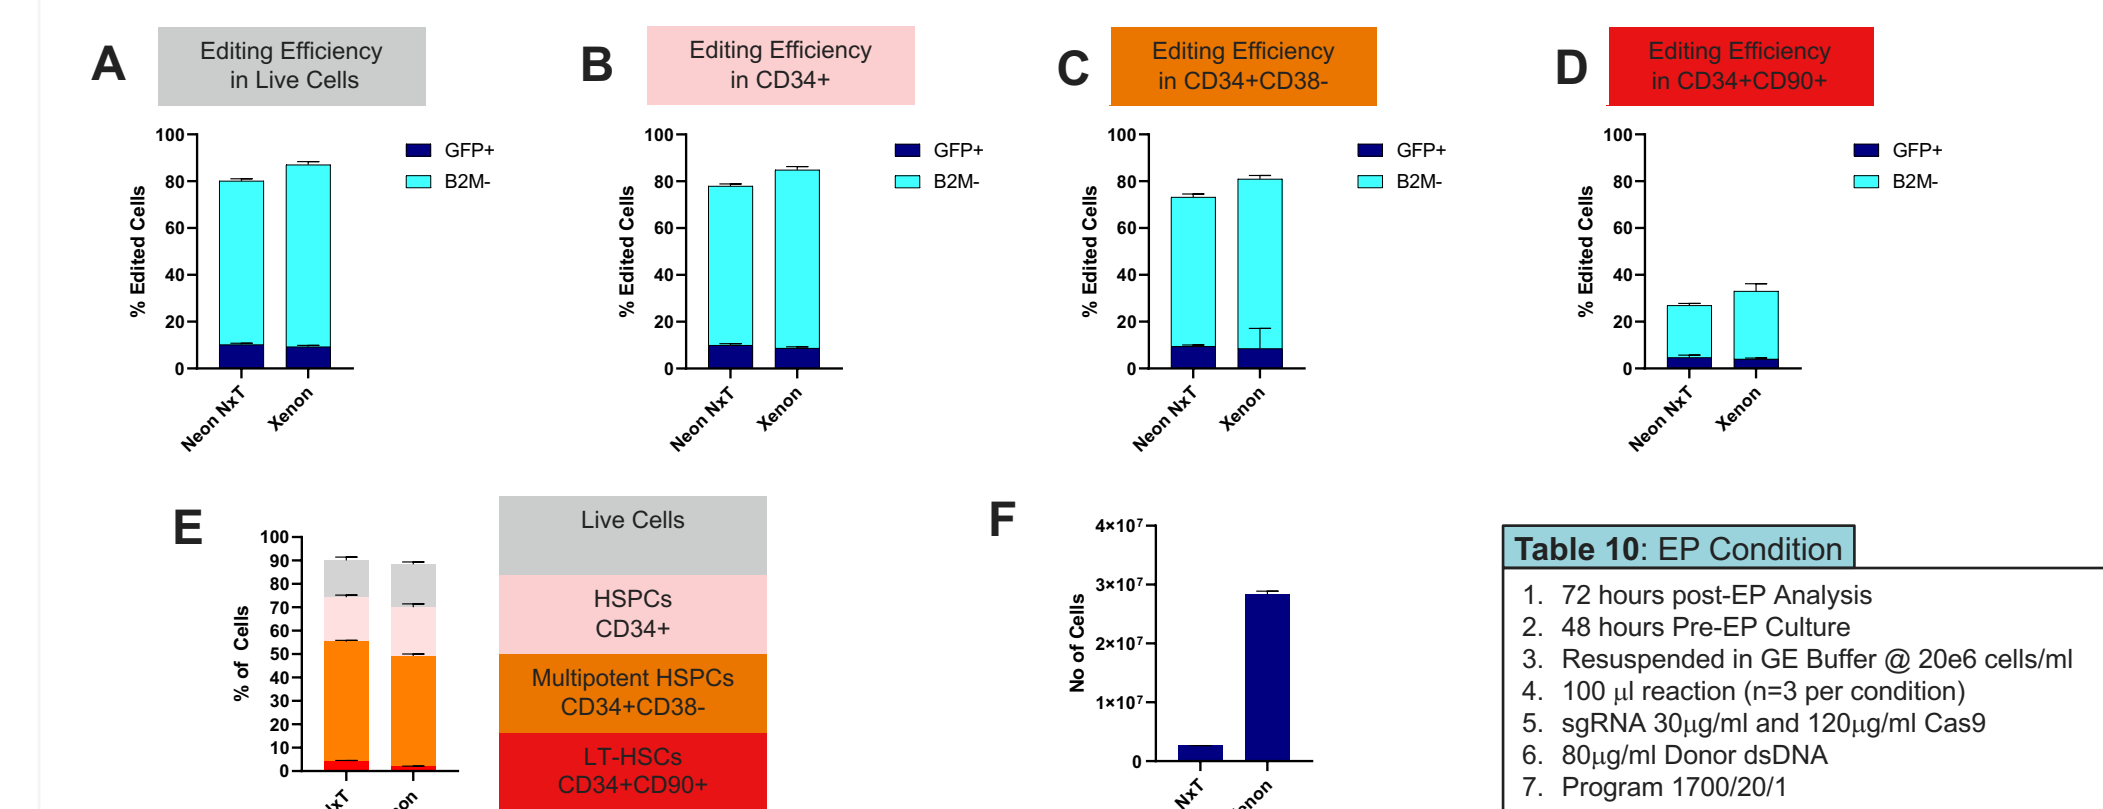 A
Editing Efficiency
in Live Cells
100
80
60
40
20
0
% Edited Cells
GFP+
B2M-
Neon NxT
Xenon
B
Editing Efficiency
in CD34+
100
80
60
40
20
0
% Edited Cells
GFP+
B2M-
Neon NxT
Xenon
C
Editing Efficiency
in CD34+CD38-
100
80
60
40
20
0
% Edited Cells
GFP+
B2M-
Neon NxT
Xenon
D
Editing Efficiency
in CD34+CD90+
100
80
60
40
20
0
% Edited Cells
GFP+
B2M-
Neon NxT
Xenon
E
100
90
80
70
60
50
40
30
20
10
0
% of Cells
NxT
Live Cells
HSPCs
CD34+
Multipotent HSPCs
CD34+CD38-
LT-HSCs
CD34+CD90+
F
4×10⁷
3×10⁷
2×10⁷
1×10⁷
0
No of Cells
NxT
Table 10: EP Condition
1. 72 hours post-EP Analysis
2. 48 hours Pre-EP Culture
3. Resuspended in GE Buffer @ 20e6 cells/ml
4. 100 μl reaction (n=3 per condition)
5. sgRNA 30μg/ml and 120μg/ml Cas9
6. 80μg/ml Donor dsDNA
7. Program 1700/20/1